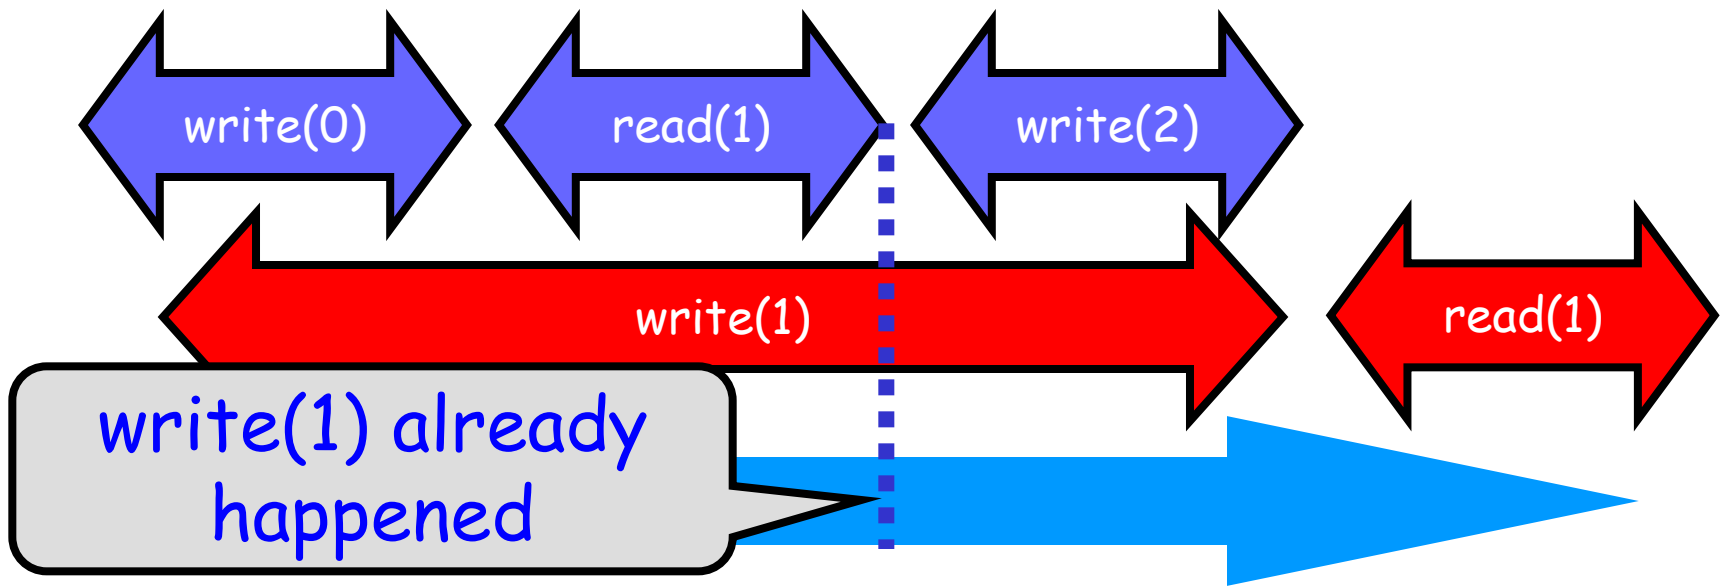 write(0)
read(1)
write(2)
write(1)
read(1)
write(1) already
happened